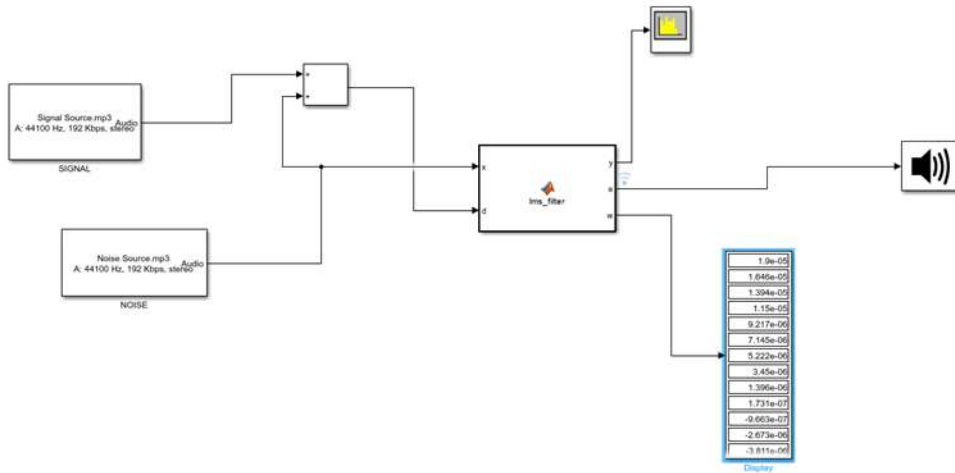 +
+
Signal Source.mp3
A: 44100 Hz, 192 Kbps, stereo
Audio
SIGNAL
x
d
lms_filter
y
e
w
Noise Source.mp3
A: 44100 Hz, 192 Kbps, stereo
Audio
NOISE
1.9e-05
1.646e-05
1.394e-05
1.15e-05
9.217e-06
7.145e-06
5.222e-06
3.45e-06
1.396e-06
1.731e-07
-9.663e-07
-2.673e-06
-3.811e-06
Display